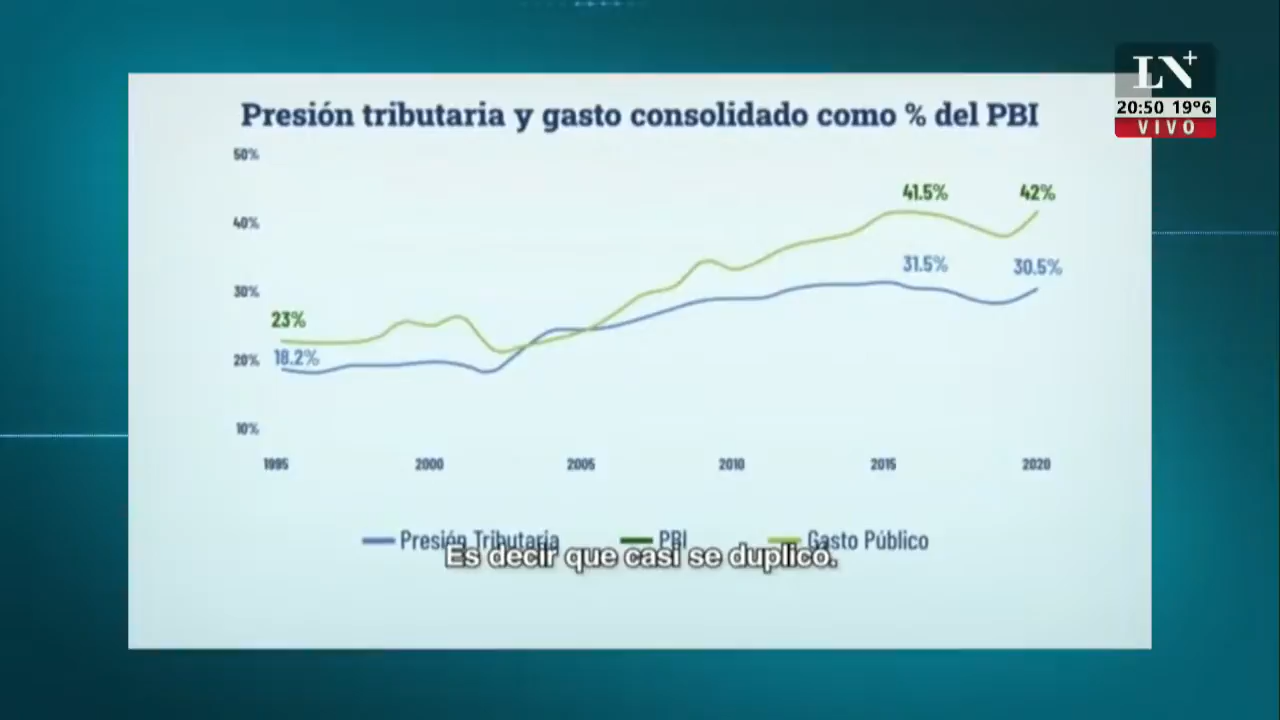 LN+
20:50 19°6
VIVO
Presión tributaria y gasto consolidado como % del PBI
50%
40%
30%
20%
10%
23%
18.2%
41.5%
42%
31.5%
30.5%
1995 2000 2005 2010 2015 2020
Presión Tributaria PBI Gasto Público
Es decir que casi se duplicó.